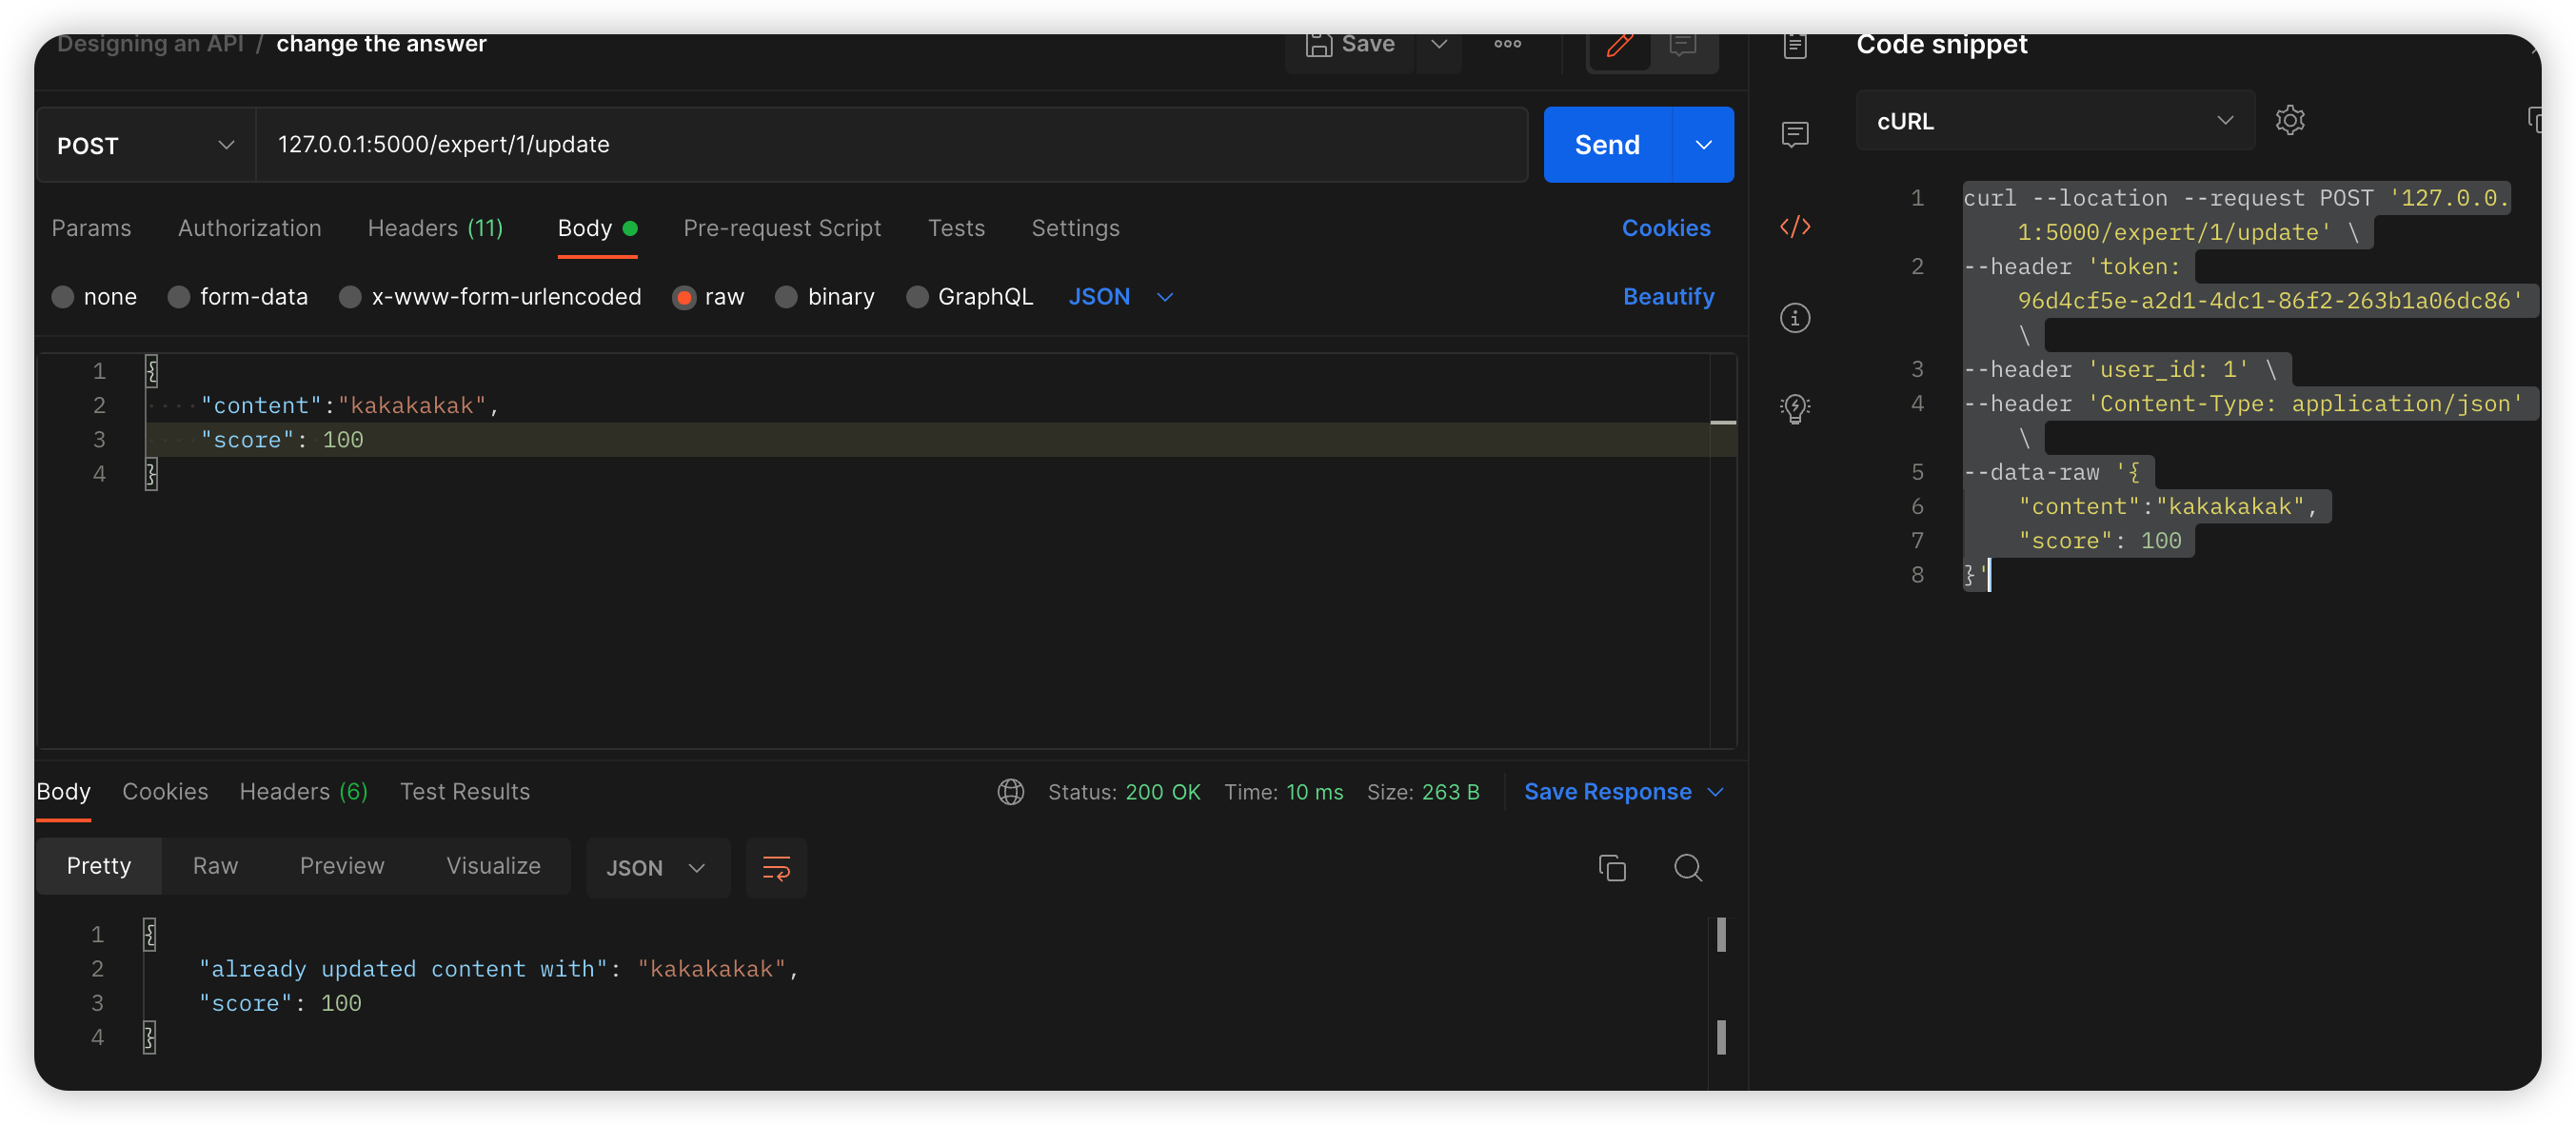 Designing an API / change the answer
Save
Code snippet
POST
127.0.0.1:5000/expert/1/update
Send
cURL
Params Authorization Headers (11) Body Pre-request Script Tests Settings Cookies
none form-data x-www-form-urlencoded raw binary GraphQL JSON Beautify
1 {
2 "content":"kakakakak",
3 "score": 100
4 }
1 curl --location --request POST '127.0.0.
1:5000/expert/1/update' \
2 --header 'token:
96d4cf5e-a2d1-4dc1-86f2-263b1a06dc86'
\
3 --header 'user_id: 1' \
4 --header 'Content-Type: application/json'
\
5 --data-raw '{
6 "content":"kakakakak",
7 "score": 100
8 }'
Body Cookies Headers (6) Test Results Status: 200 OK Time: 10 ms Size: 263 B Save Response
Pretty Raw Preview Visualize JSON
1 {
2 "already updated content with": "kakakakak",
3 "score": 100
4 }